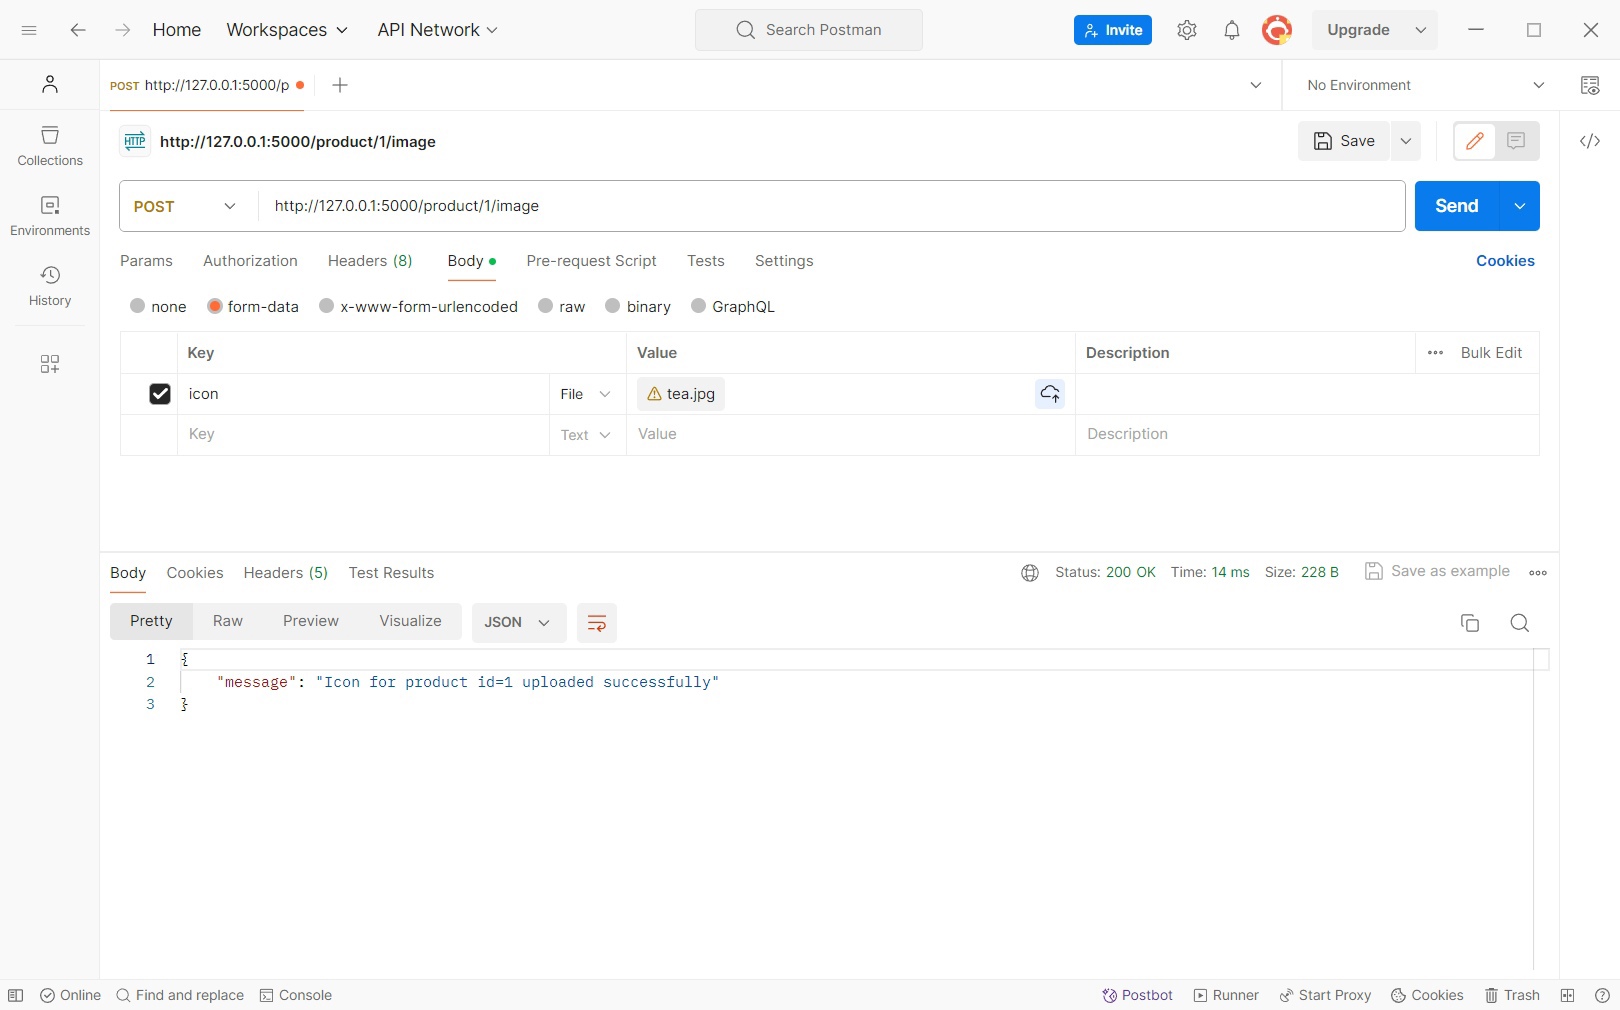 Home Workspaces API Network Search Postman Invite Upgrade
POST http://127.0.0.1:5000/p No Environment
HTTP http://127.0.0.1:5000/product/1/image Save
Collections
POST http://127.0.0.1:5000/product/1/image Send
Environments
Params Authorization Headers (8) Body Pre-request Script Tests Settings Cookies
History
none form-data x-www-form-urlencoded raw binary GraphQL
Key Value Description Bulk Edit
icon File tea.jpg
Key Text Value Description
Body Cookies Headers (5) Test Results Status: 200 OK Time: 14 ms Size: 228 B Save as example
Pretty Raw Preview Visualize JSON
1 {
2 "message": "Icon for product id=1 uploaded successfully"
3 }
Online Find and replace Console Postbot Runner Start Proxy Cookies Trash